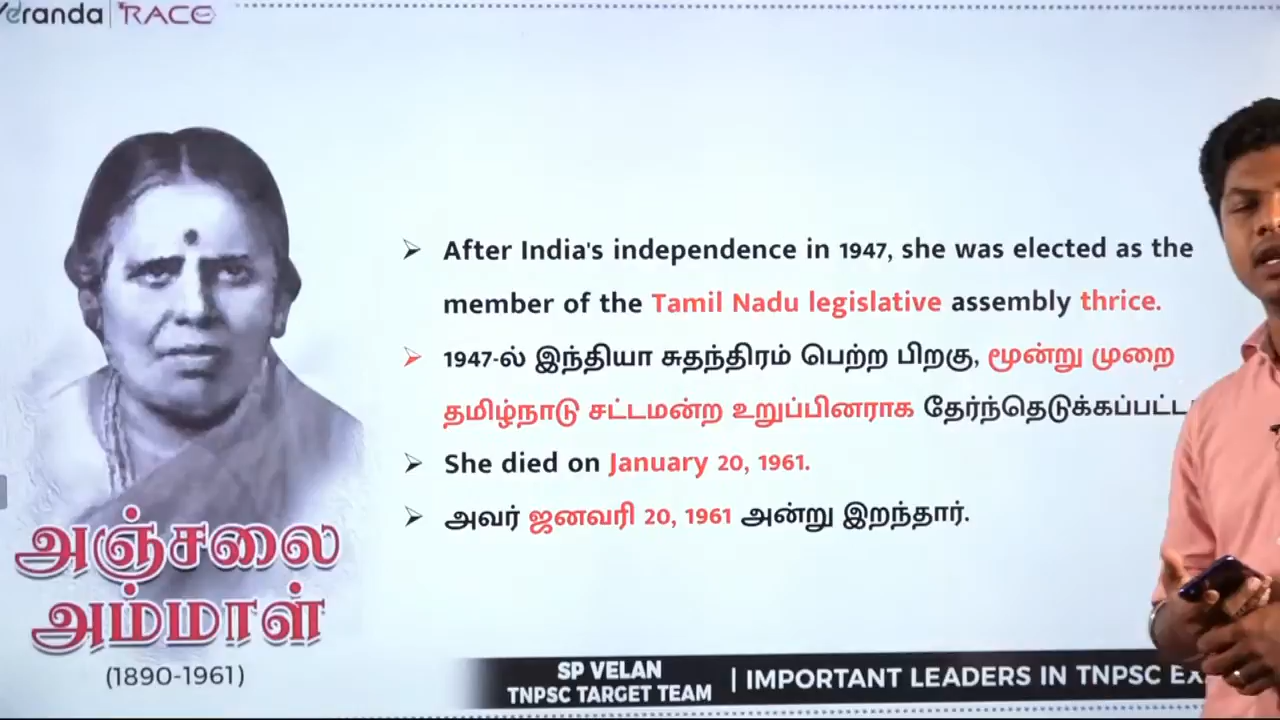 Veranda RACE
After India's independence in 1947, she was elected as the
member of the Tamil Nadu legislative assembly thrice.
1947-ல் இந்தியா சுதந்திரம் பெற்ற பிறகு, மூன்று முறை
தமிழ்நாடு சட்டமன்ற உறுப்பினராக
She died on January 20, 1961.
அவர் ஜனவரி 20, 1961 அன்று இறந்தார்.
அஞ்சலை
அம்மாள்
(1890-1961)
SP VELAN
TNPSC TARGET TEAM
IMPORTANT LEADERS IN TNPSC